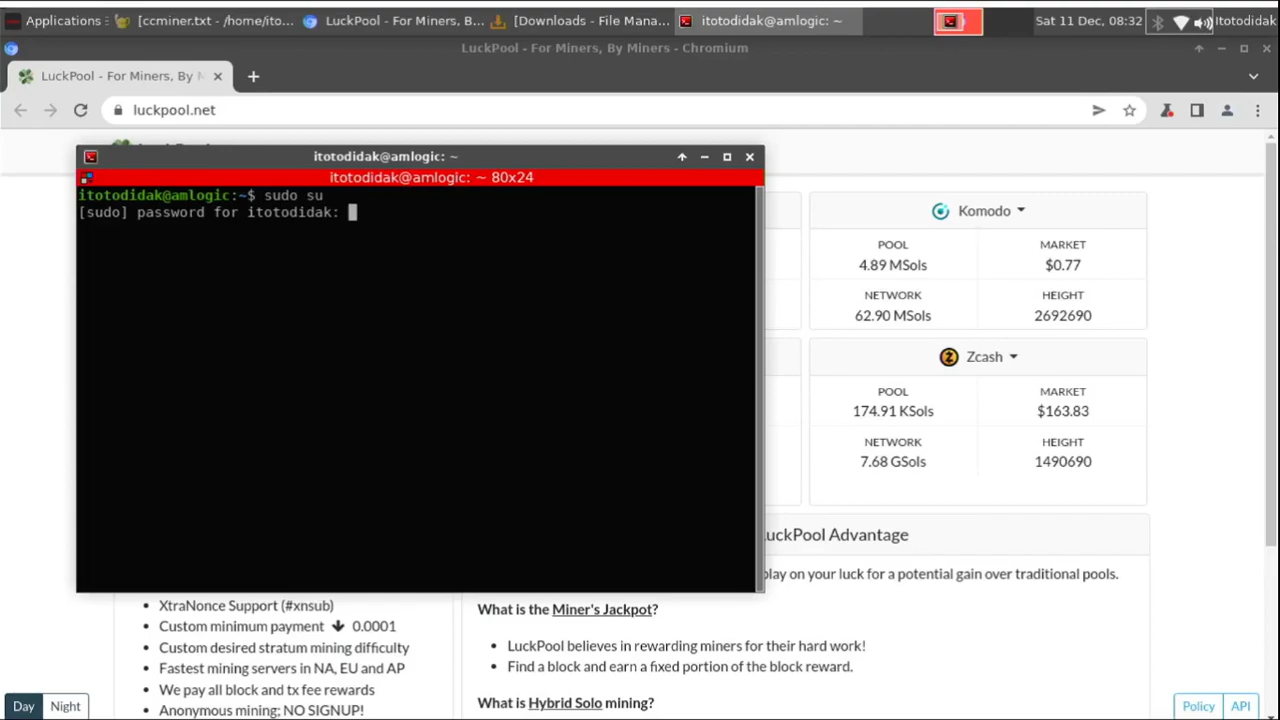 Applications
[ccminer.txt - /home/ito...
LuckPool - For Miners, B...
[Downloads - File Mana...
itotodidak@amlogic: ~
Sat 11 Dec, 08:32
Itotodidak
LuckPool - For Miners, By Miners - Chromium
LuckPool - For Miners, By M
luckpool.net
itotodidak@amlogic: ~
itotodidak@amlogic: ~ 80x24
itotodidak@amlogic:~$ sudo su
[sudo] password for itotodidak:
Komodo
POOL MARKET
4.89 MSols $0.77
NETWORK HEIGHT
62.90 MSols 2692690
Zcash
POOL MARKET
174.91 KSols $163.83
NETWORK HEIGHT
7.68 GSols 1490690
LuckPool Advantage
play on your luck for a potential gain over traditional pools.
XtraNonce Support (#xnsub)
Custom minimum payment 0.0001
Custom desired stratum mining difficulty
Fastest mining servers in NA, EU and AP
We pay all block and tx fee rewards
Anonymous mining; NO SIGNUP!
What is the Miner's Jackpot?
LuckPool believes in rewarding miners for their hard work!
Find a block and earn a fixed portion of the block reward.
What is Hybrid Solo mining?
Day Night
Policy API